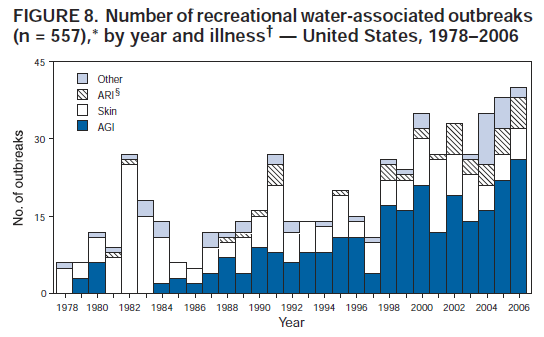 FIGURE 8. Number of recreational water-associated outbreaks
(n = 557),* by year and illness† — United States, 1978–2006
45
30
15
0
No. of outbreaks
Other
ARI§
Skin
AGI
1978 1980 1982 1984 1986 1988 1990 1992 1994 1996 1998 2000 2002 2004 2006
Year